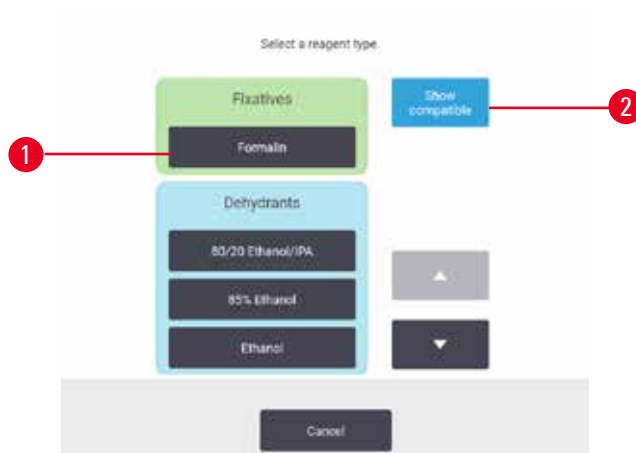 Select a reagent type
Fixatives
Show
compatible
2
1
Formalin
Dehydrants
80/20 Ethanol/IPA
85% Ethanol
Ethanol
Cancel